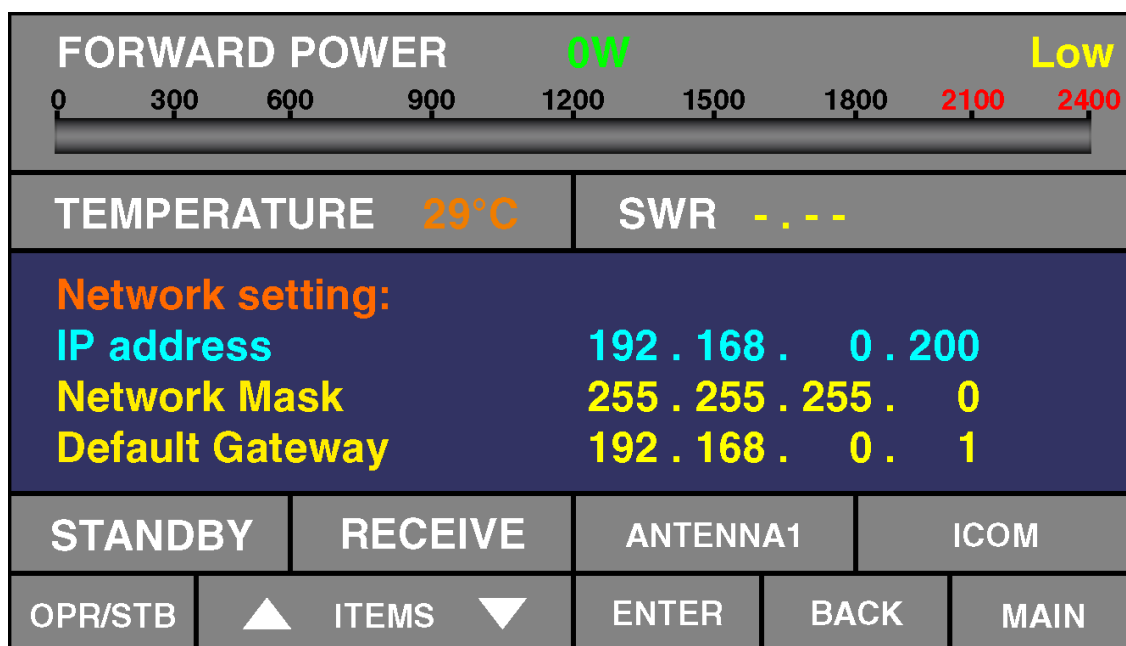 FORWARD POWER 0W Low
0 300 600 900 1200 1500 1800 2100 2400
TEMPERATURE 29°C SWR -.--
Network setting:
IP address 192 . 168 . 0 . 200
Network Mask 255 . 255 . 255 . 0
Default Gateway 192 . 168 . 0 . 1
STANDBY RECEIVE ANTENNA1 ICOM
OPR/STB ▲ ITEMS ▼ ENTER BACK MAIN